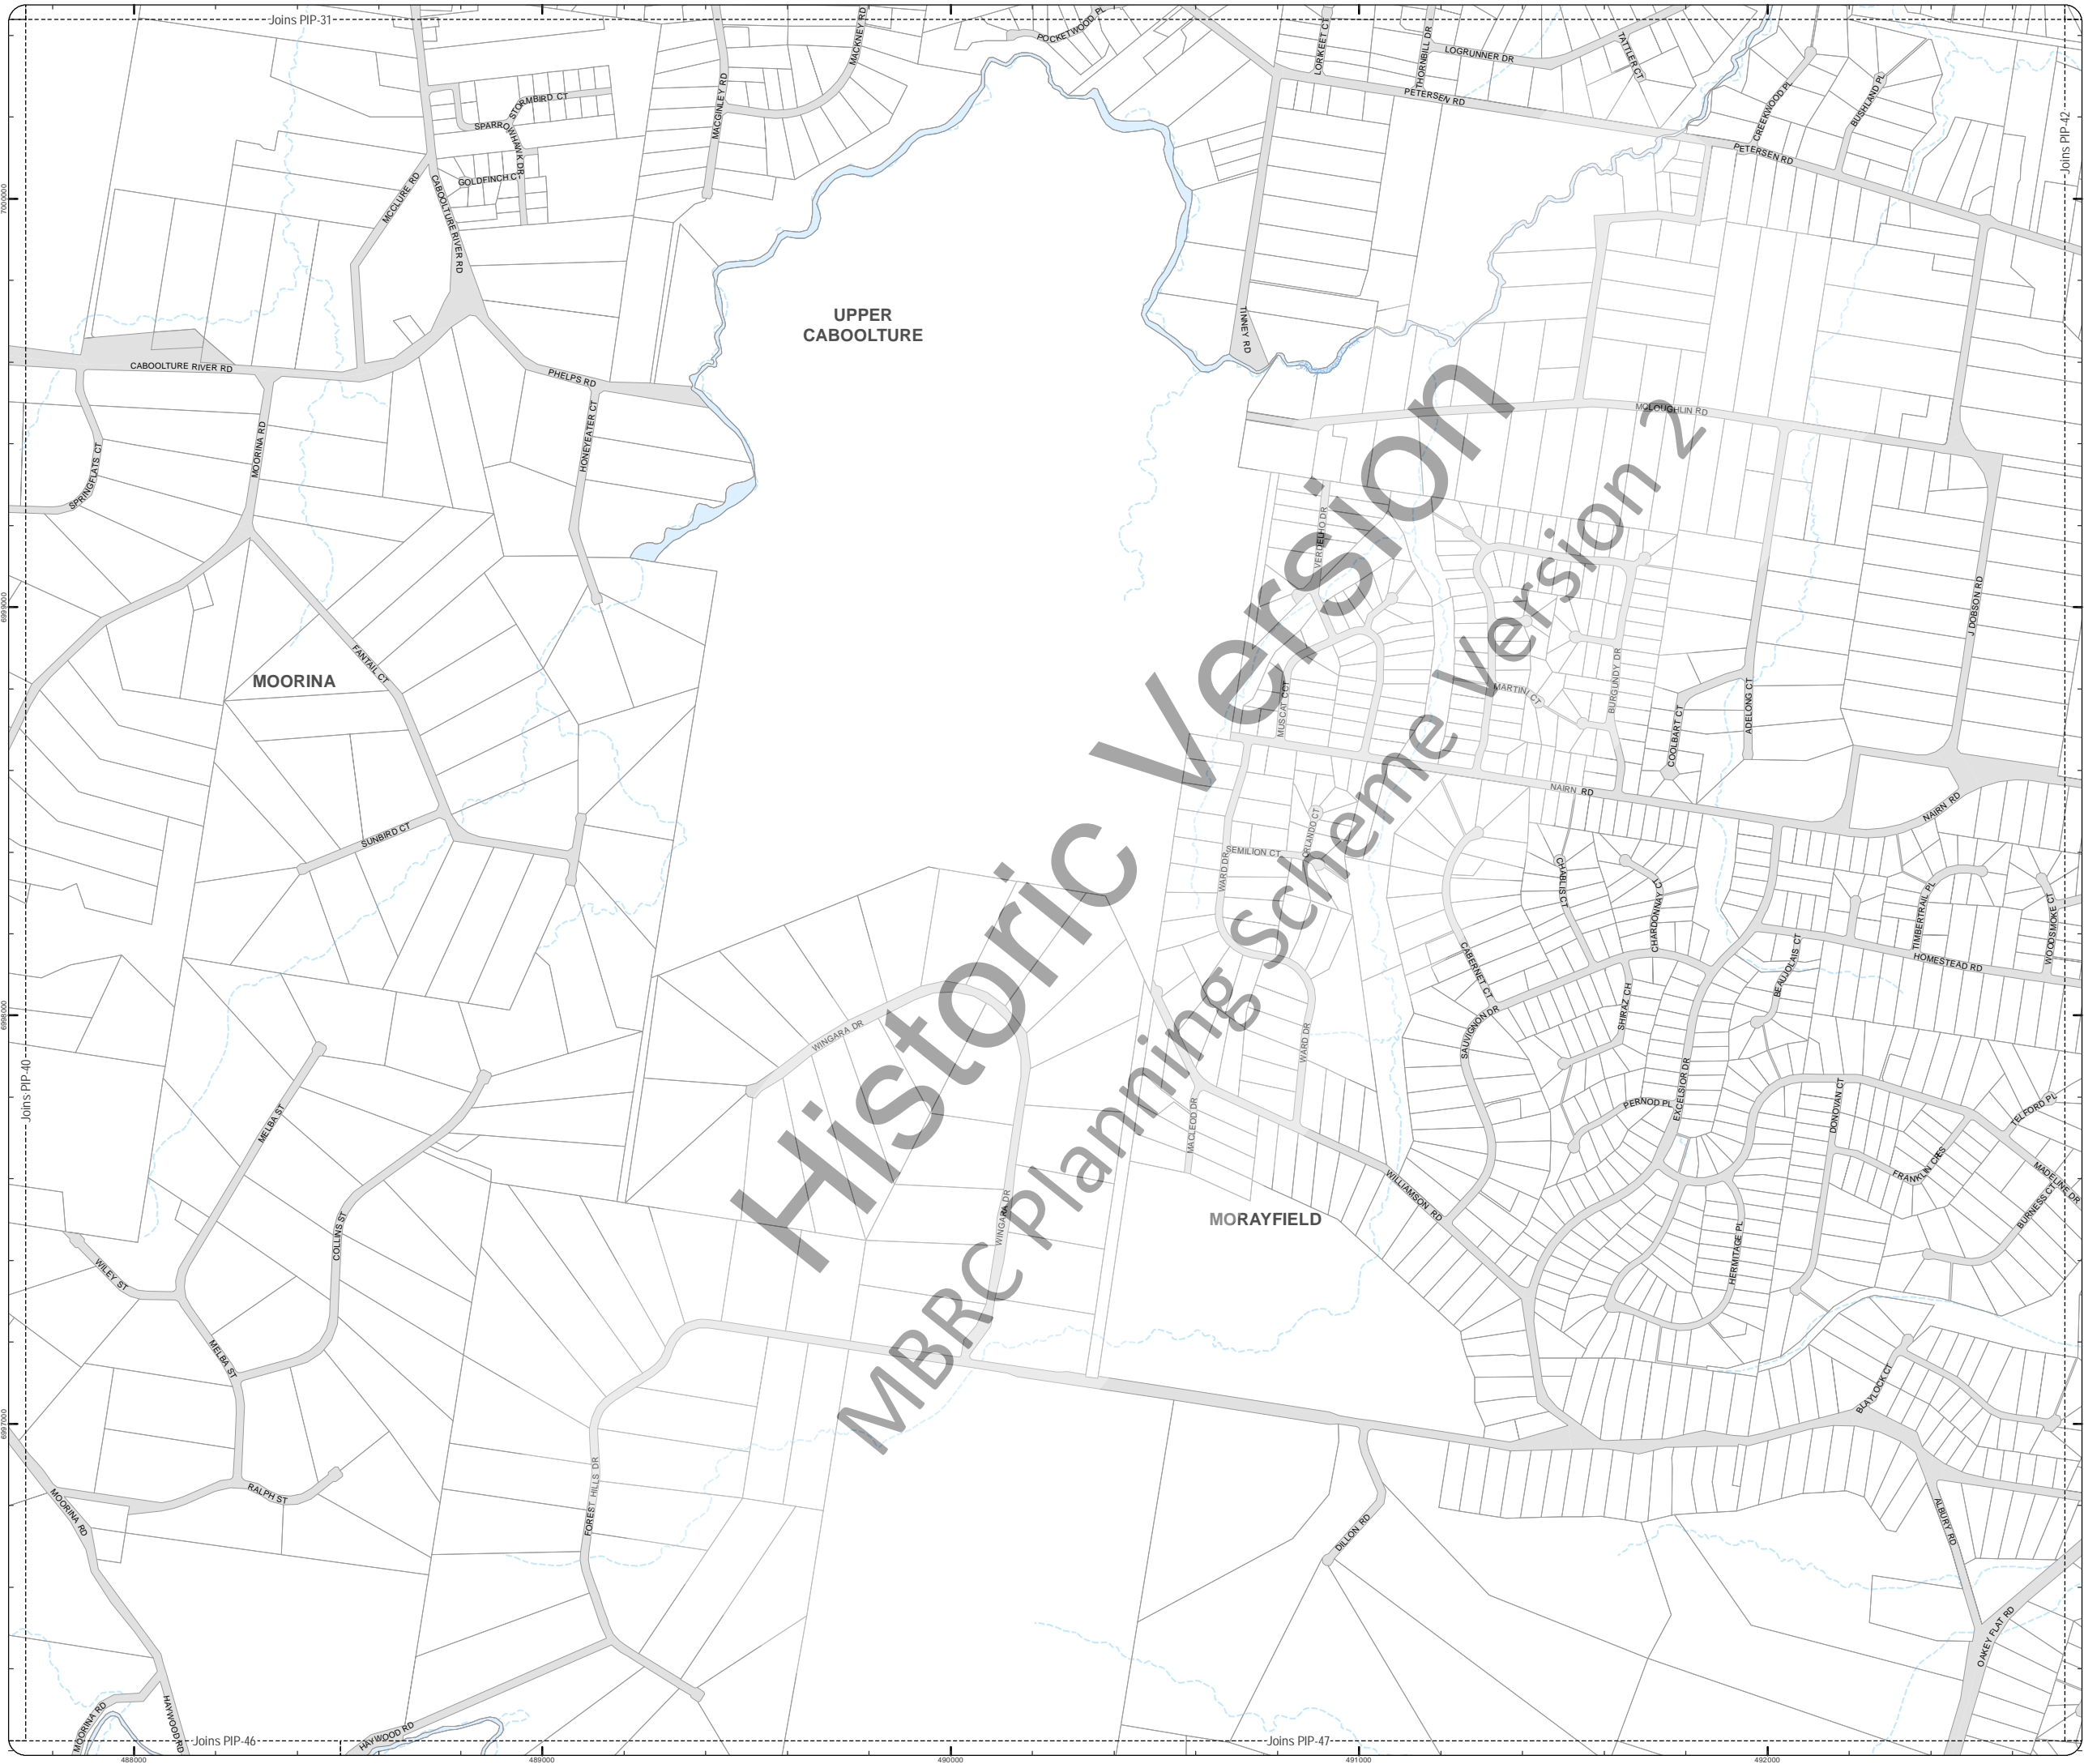 Joins PIP-31
MACKNEY RD
POCKETWOOD PL
LORIKEET CT
THORNBILL DR
LOGRUNNER DR
TATTLER CT
PETERSEN RD
CREEKWOOD PL
BUSHLAND PL
PETERSEN RD
Joins PIP-42
STORMBIRD CT
SPARROWHAWK DR
MACGINLEY RD
GOLDFINCH CT
MCCLURE RD
CABOOLTURE RIVER RD
7000000
UPPER
CABOOLTURE
TINNEY RD
CABOOLTURE RIVER RD
PHELPS RD
HONEYEATER CT
MOORINA RD
SPRINGFLATS CT
MCLOUGHLIN RD
VERDELHO DR
J DOBSON RD
6999000
FANTAIL CT
MOORINA
MUSCAT CCT
MARTINI CT
BURGUNDY DR
COOLBART CT
ADELONG CT
NAIRN RD
NAIRN RD
SUNBIRD CT
SEMILION CT
ORLANDO CT
WARD DR
CHABLIS CT
CHARDONNAY CT
TIMBERTRAIL PL
WOODSMOKE CT
HOMESTEAD RD
BEAUJOLAIS CT
CABERNET CT
SHIRAZ CH
SAUVIGNON DR
6998000
WINGARA DR
WARD DR
Joins PIP-40
MELBA ST
MACLEOD DR
PERNOD PL
EXCELSIOR DR
DONOVAN CT
TELFORD PL
FRANKLIN CRES
MADELINE DR
BURNESS CT
WILLIAMSON RD
MORAYFIELD
WINGARA DR
COLLINS ST
HERMITAGE PL
WILEY ST
MELBA ST
BLAYLOCK CT
6997000
FOREST HILLS DR
RALPH ST
MOORINA RD
DILLON RD
ALBURY RD
OAKEY FLAT RD
MOORINA RD
HAYWOOD RD
HAYWOOD RD
Joins PIP-46
Joins PIP-47
488000
489000
490000
491000
492000
Historic Version
MBRC Planning Scheme Version 2